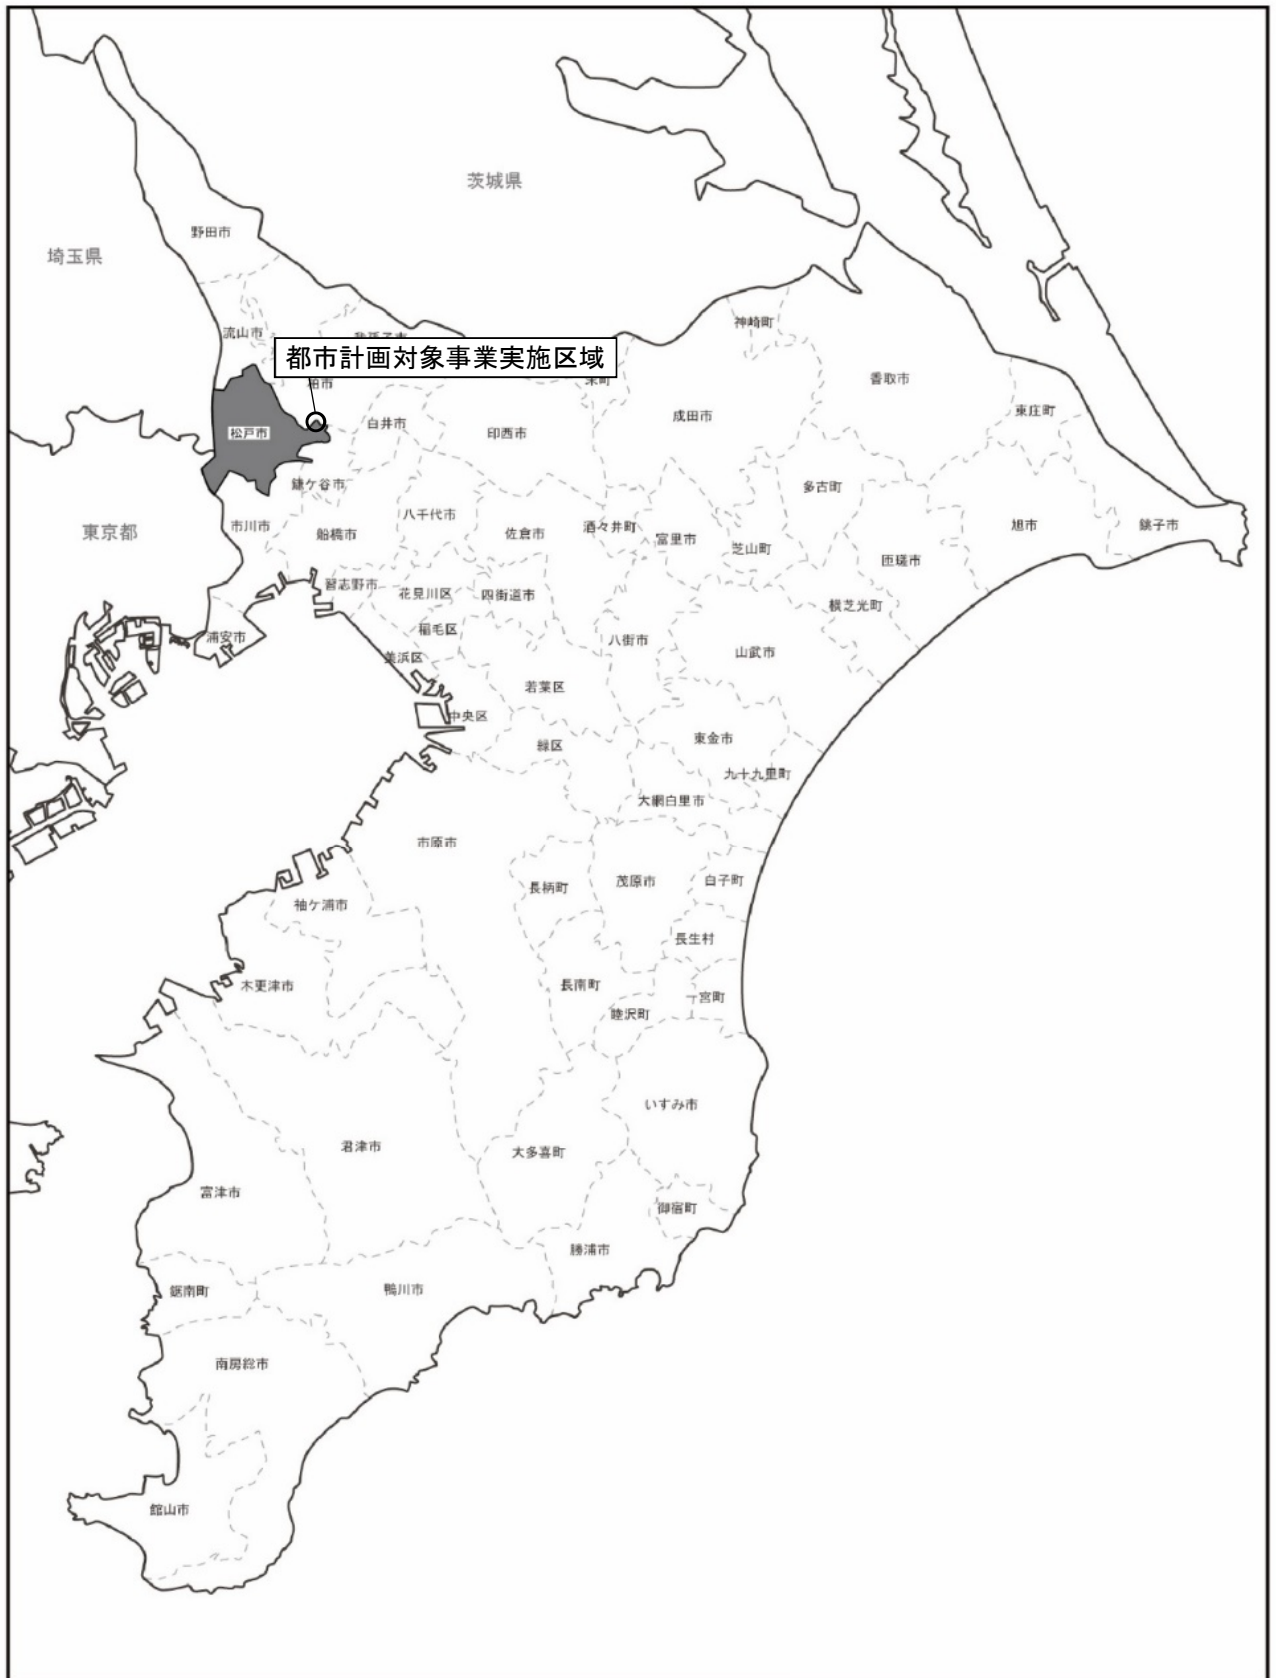 茨城県
野田市
埼玉県
神崎町
流山市
都市計画対象事業実施区域
香取市
柏市
成田市
東庄町
白井市
松戸市
印西市
鎌ケ谷市
多古町
八千代市
市川市
船橋市
佐倉市
酒々井町
旭市
銚子市
東京都
富里市
芝山町
匝瑳市
習志野市
花見川区
四街道市
横芝光町
稲毛区
浦安市
八街市
美浜区
山武市
若葉区
中央区
緑区
東金市
九十九里町
大網白里市
市原市
長柄町
茂原市
白子町
袖ケ浦市
長生村
木更津市
長南町
一宮町
睦沢町
いすみ市
君津市
大多喜町
富津市
御宿町
勝浦市
鋸南町
鴨川市
南房総市
館山市